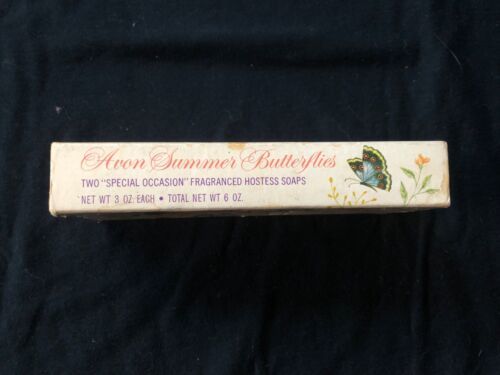 Avon Summer Butterflies
TWO "SPECIAL OCCASION" FRAGRANCED HOSTESS SOAPS
NET WT 3 OZ. EACH • TOTAL NET WT 6 OZ.